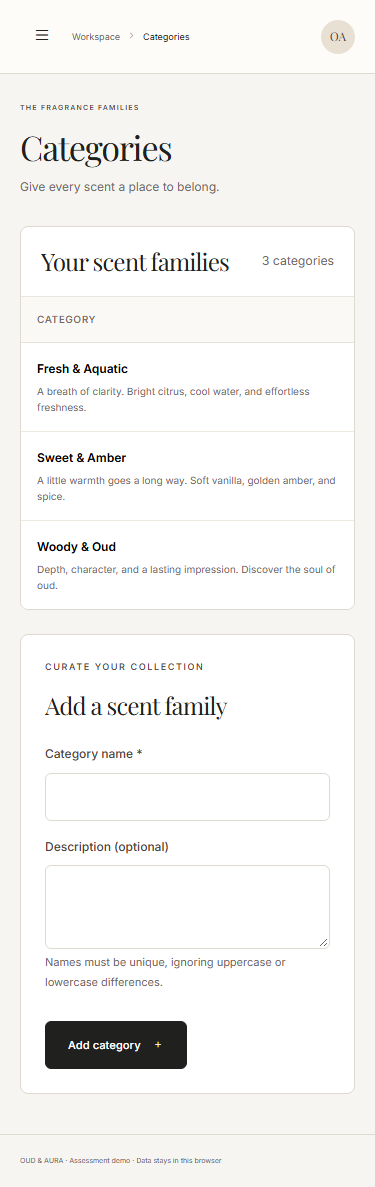 Workspace > Categories
OA
THE FRAGRANCE FAMILIES
Categories
Give every scent a place to belong.
Your scent families
3 categories
CATEGORY
Fresh & Aquatic
A breath of clarity. Bright citrus, cool water, and effortless
freshness.
Sweet & Amber
A little warmth goes a long way. Soft vanilla, golden amber, and
spice.
Woody & Oud
Depth, character, and a lasting impression. Discover the soul of
oud.
CURATE YOUR COLLECTION
Add a scent family
Category name *
Description (optional)
Names must be unique, ignoring uppercase or
lowercase differences.
Add category +
OUD & AURA · Assessment demo · Data stays in this browser